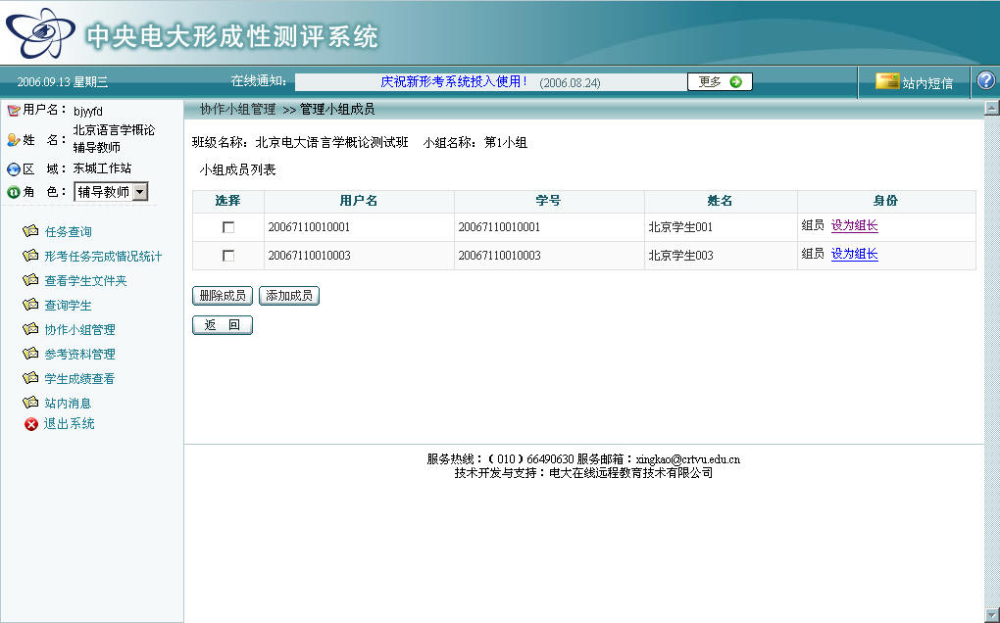 中央电大形成性测评系统
2006.09.13 星期三 在线通知: 庆祝新形考系统投入使用! (2006.08.24) 更多 站内短信 ?
用户名: bjyyfd
姓 名: 北京语言学概论
辅导教师
区 域: 东城工作站
角 色: 辅导教师
任务查询
形考任务完成情况统计
查看学生文件夹
查询学生
协作小组管理
参考资料管理
学生成绩查看
站内消息
退出系统
协作小组管理 >> 管理小组成员
班级名称: 北京电大语言学概论测试班 小组名称: 第1小组
小组成员列表
选择 用户名 学号 姓名 身份
20067110010001 20067110010001 北京学生001 组员 设为组长
20067110010003 20067110010003 北京学生003 组员 设为组长
删除成员 添加成员
返 回
服务热线:(010)66490630 服务邮箱:xingkao@crtvu.edu.cn
技术开发与支持:电大在线远程教育技术有限公司